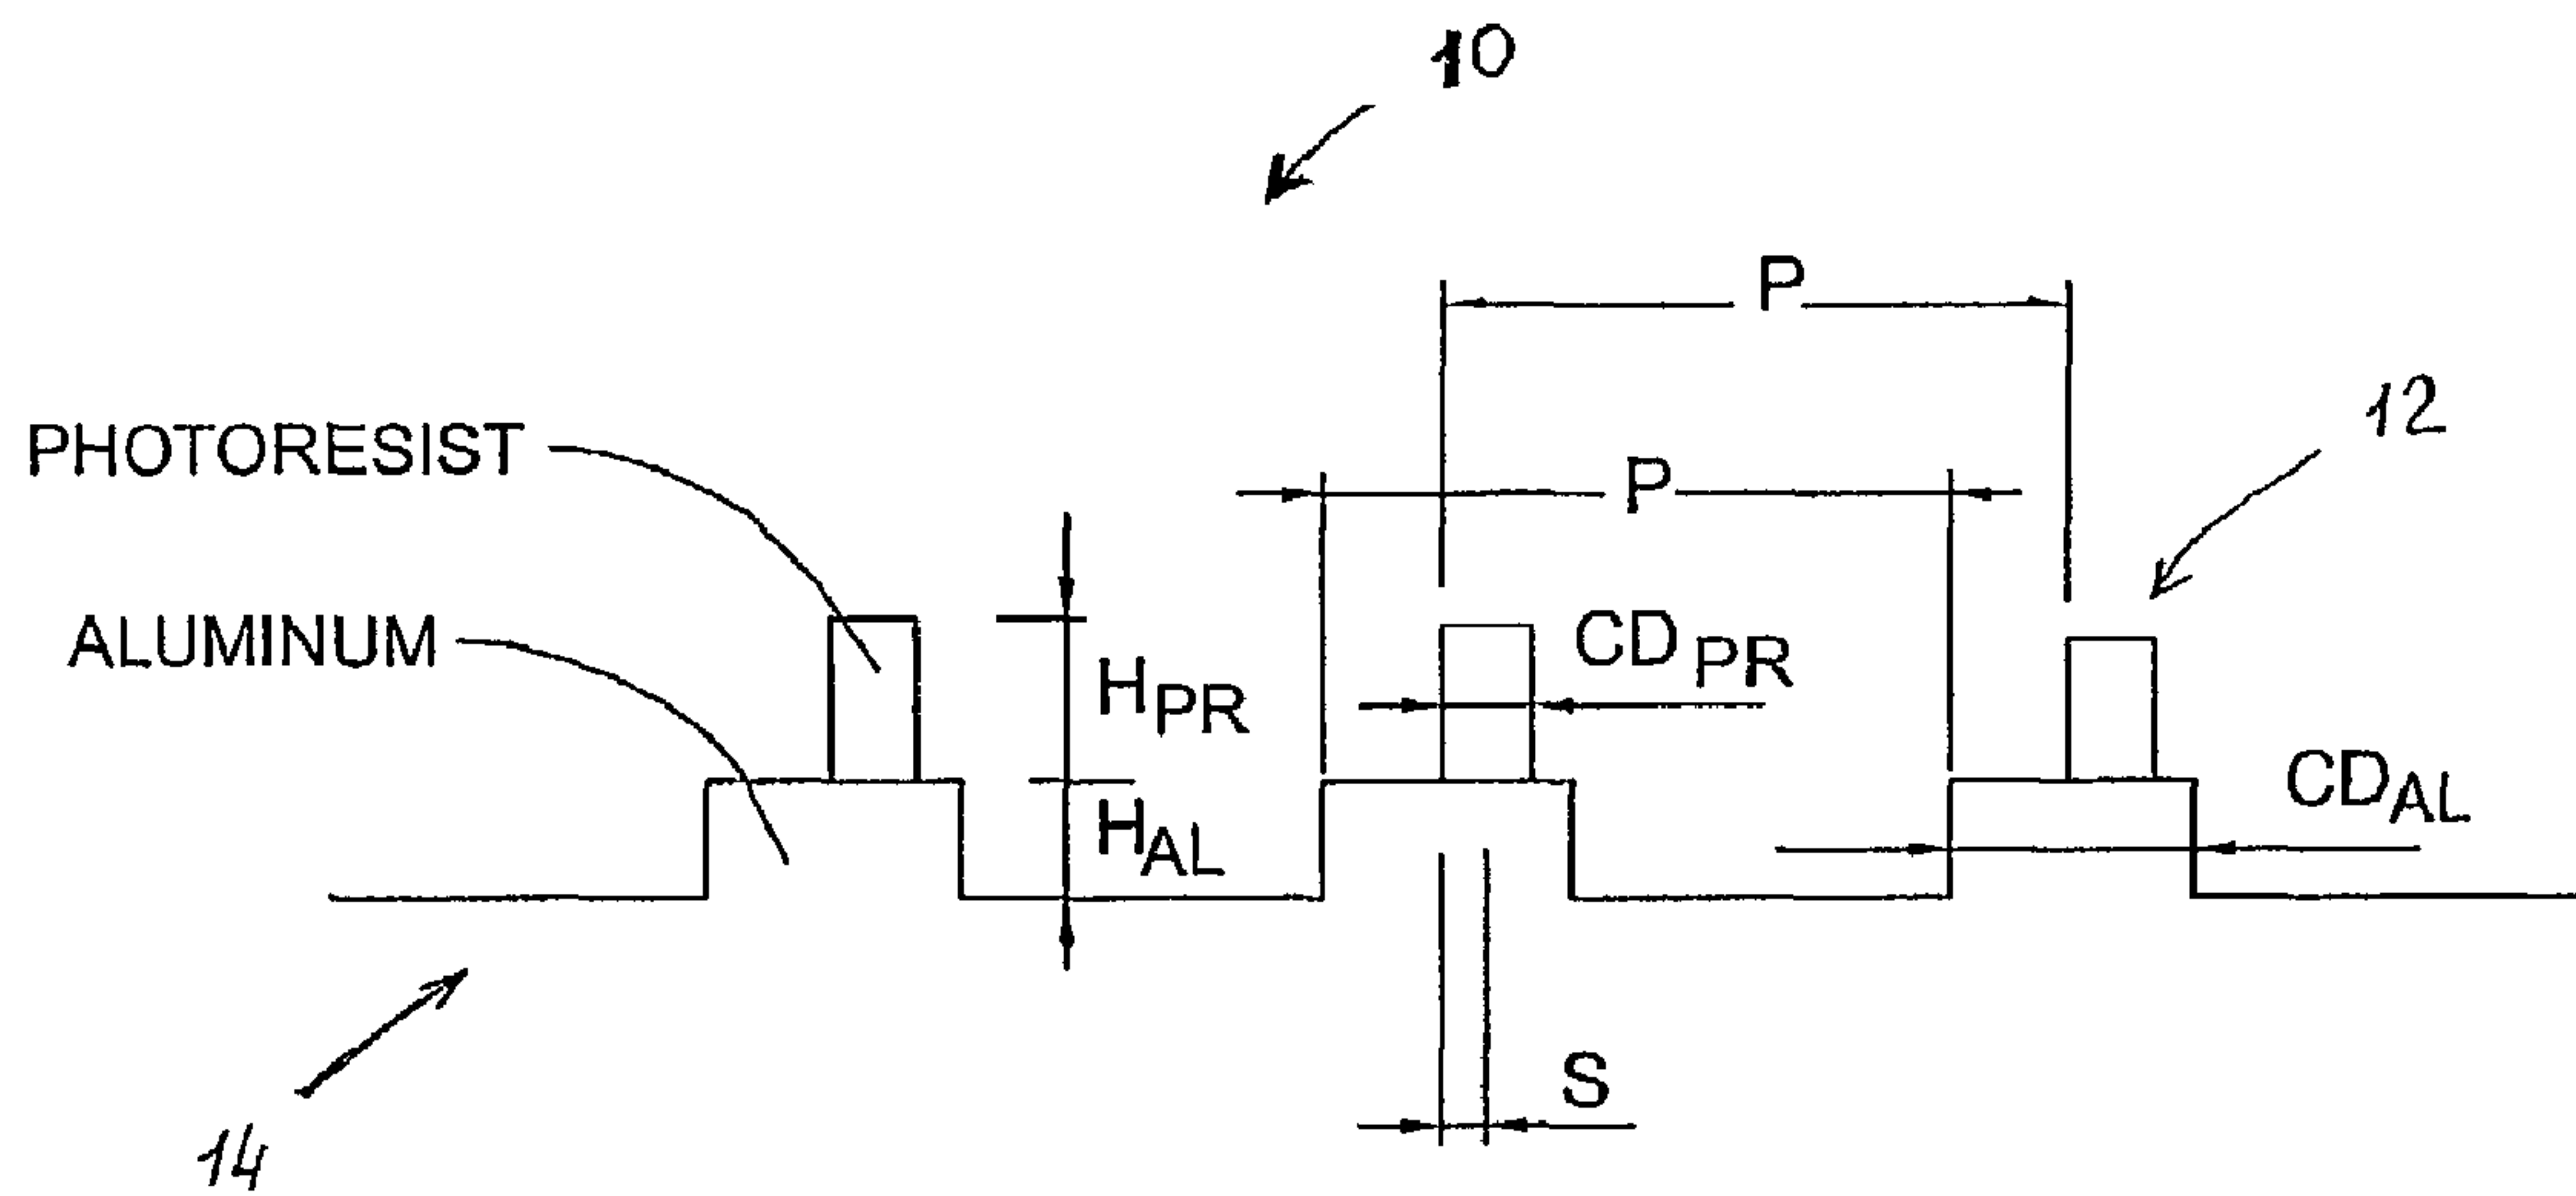 10
P
12
PHOTORESIST
P
ALUMINUM
CDPR
HPR
CDAL
HAL
S
14